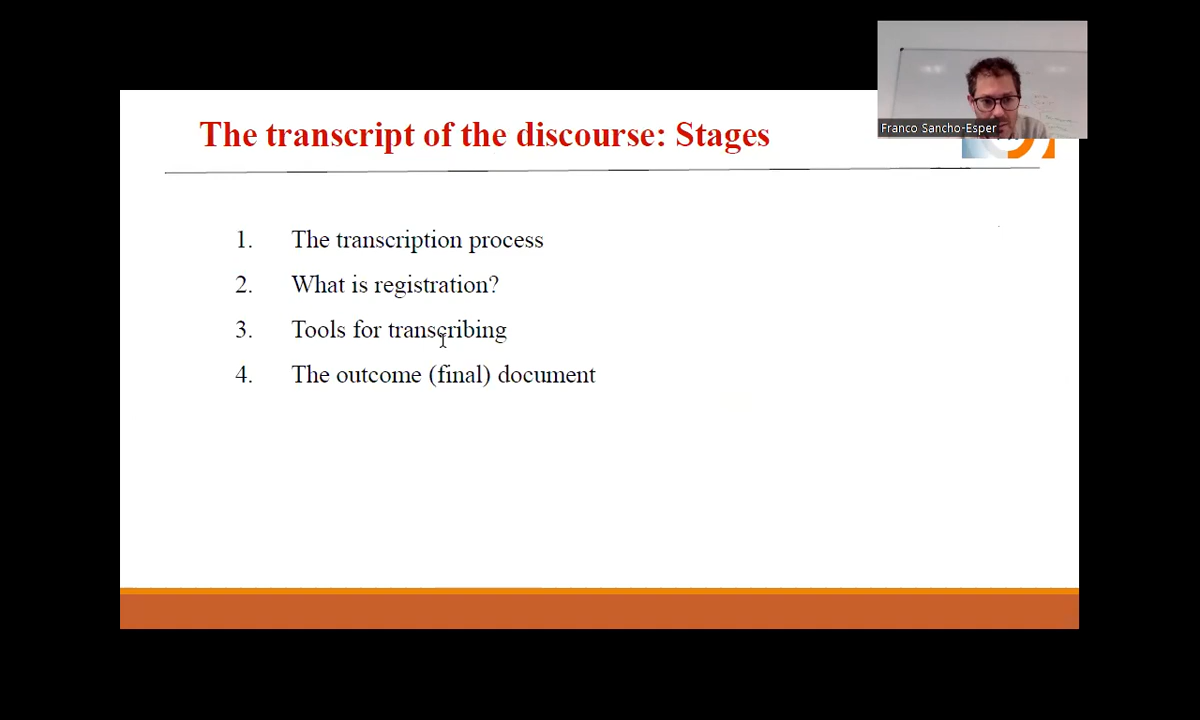 The transcript of the discourse: Stages
Franco Sancho-Esper
1. The transcription process
2. What is registration?
3. Tools for transcribing
4. The outcome (final) document